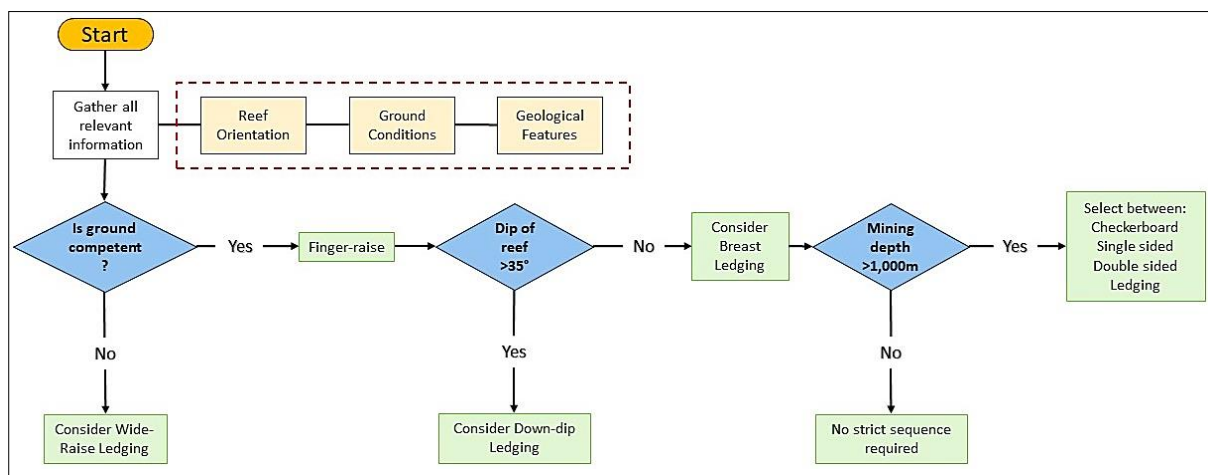 Start
Gather all
relevant
information
Reef
Orientation
Ground
Conditions
Geological
Features
Is ground
competent
?
Yes
Finger-raise
Dip of
reef
>35°
No
Consider
Breast
Ledging
Mining
depth
>1,000m
Yes
Select between:
Checkerboard
Single sided
Double sided
Ledging
No
Yes
No
Consider Wide-
Raise Ledging
Consider Down-dip
Ledging
No strict sequence
required